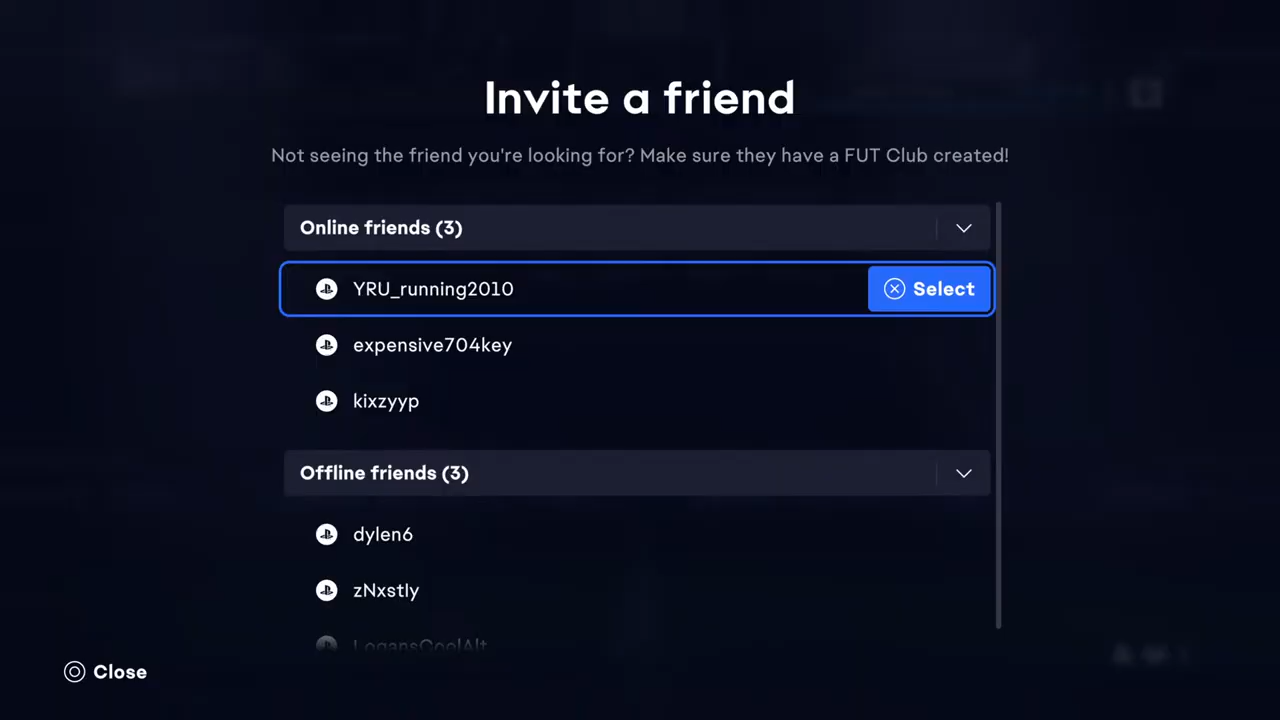 Invite a friend
Not seeing the friend you're looking for? Make sure they have a FUT Club created!
Online friends (3)
YRU_running2010
Select
expensive704key
kixzyyp
Offline friends (3)
dylen6
zNxstly
LogansCoolAlt
Close